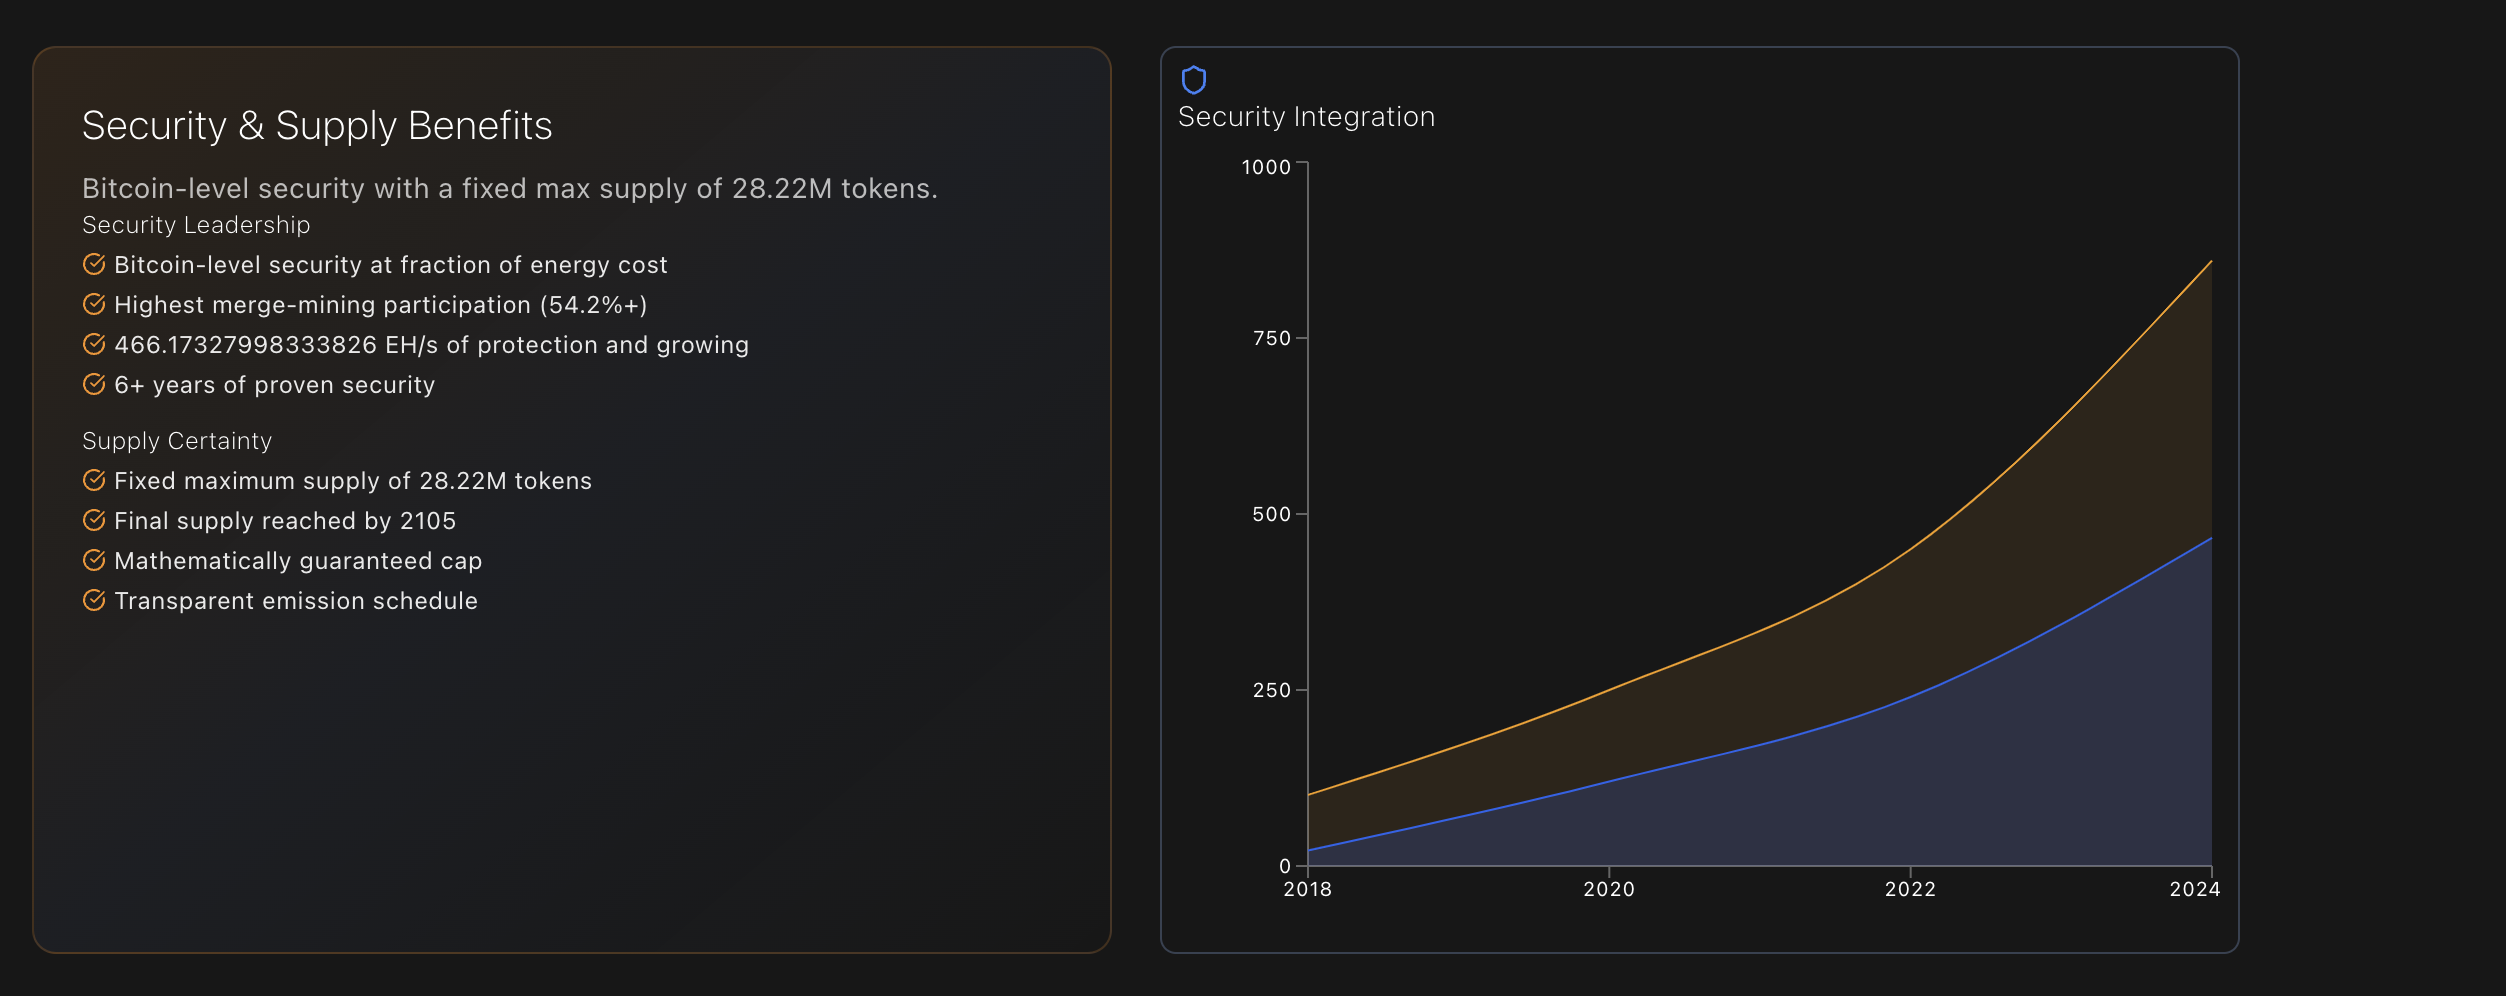 Security & Supply Benefits
Bitcoin-level security with a fixed max supply of 28.22M tokens.
Security Leadership
Bitcoin-level security at fraction of energy cost
Highest merge-mining participation (54.2%+)
466.17327998333826 EH/s of protection and growing
6+ years of proven security
Supply Certainty
Fixed maximum supply of 28.22M tokens
Final supply reached by 2105
Mathematically guaranteed cap
Transparent emission schedule
Security Integration
1000
750
500
250
0
2018 2020 2022 2024